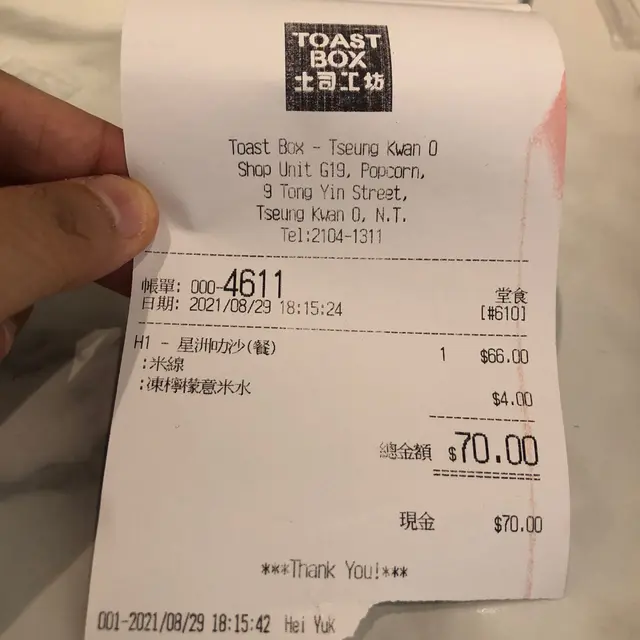 TOAST
BOX
土司工坊
Toast Box - Tseung Kwan O
Shop Unit G19, Popcorn,
9 Tong Yin Street,
Tseung Kwan O, N.T.
Tel:2104-1311
帳單: 000-4611 堂食
日期: 2021/08/29 18:15:24 [#610]
H1 - 星洲叻沙(餐) 1 $66.00
:米線
:凍檸檬意米水 $4.00
總金額 $70.00
現金 $70.00
***Thank You!***
001-2021/08/29 18:15:42 Hei Yuk